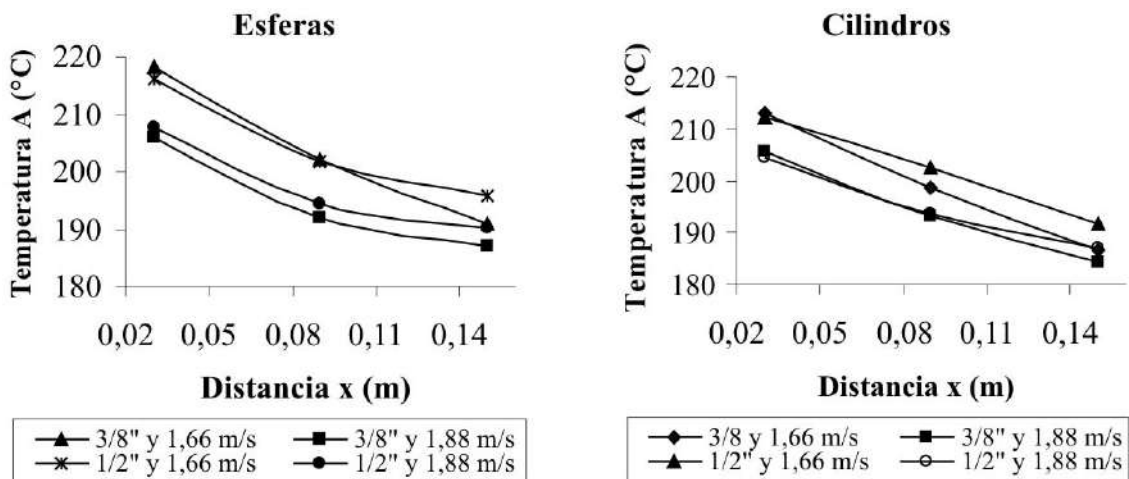 Esferas
Temperatura A (°C)
220
210
200
190
180
0,02 0,05 0,08 0,11 0,14
Distancia x (m)
3/8" y 1,66 m/s 3/8" y 1,88 m/s
1/2" y 1,66 m/s 1/2" y 1,88 m/s
Cilindros
Temperatura A (°C)
220
210
200
190
180
0,02 0,05 0,08 0,11 0,14
Distancia x (m)
3/8 y 1,66 m/s 3/8" y 1,88 m/s
1/2" y 1,66 m/s 1/2" y 1,88 m/s